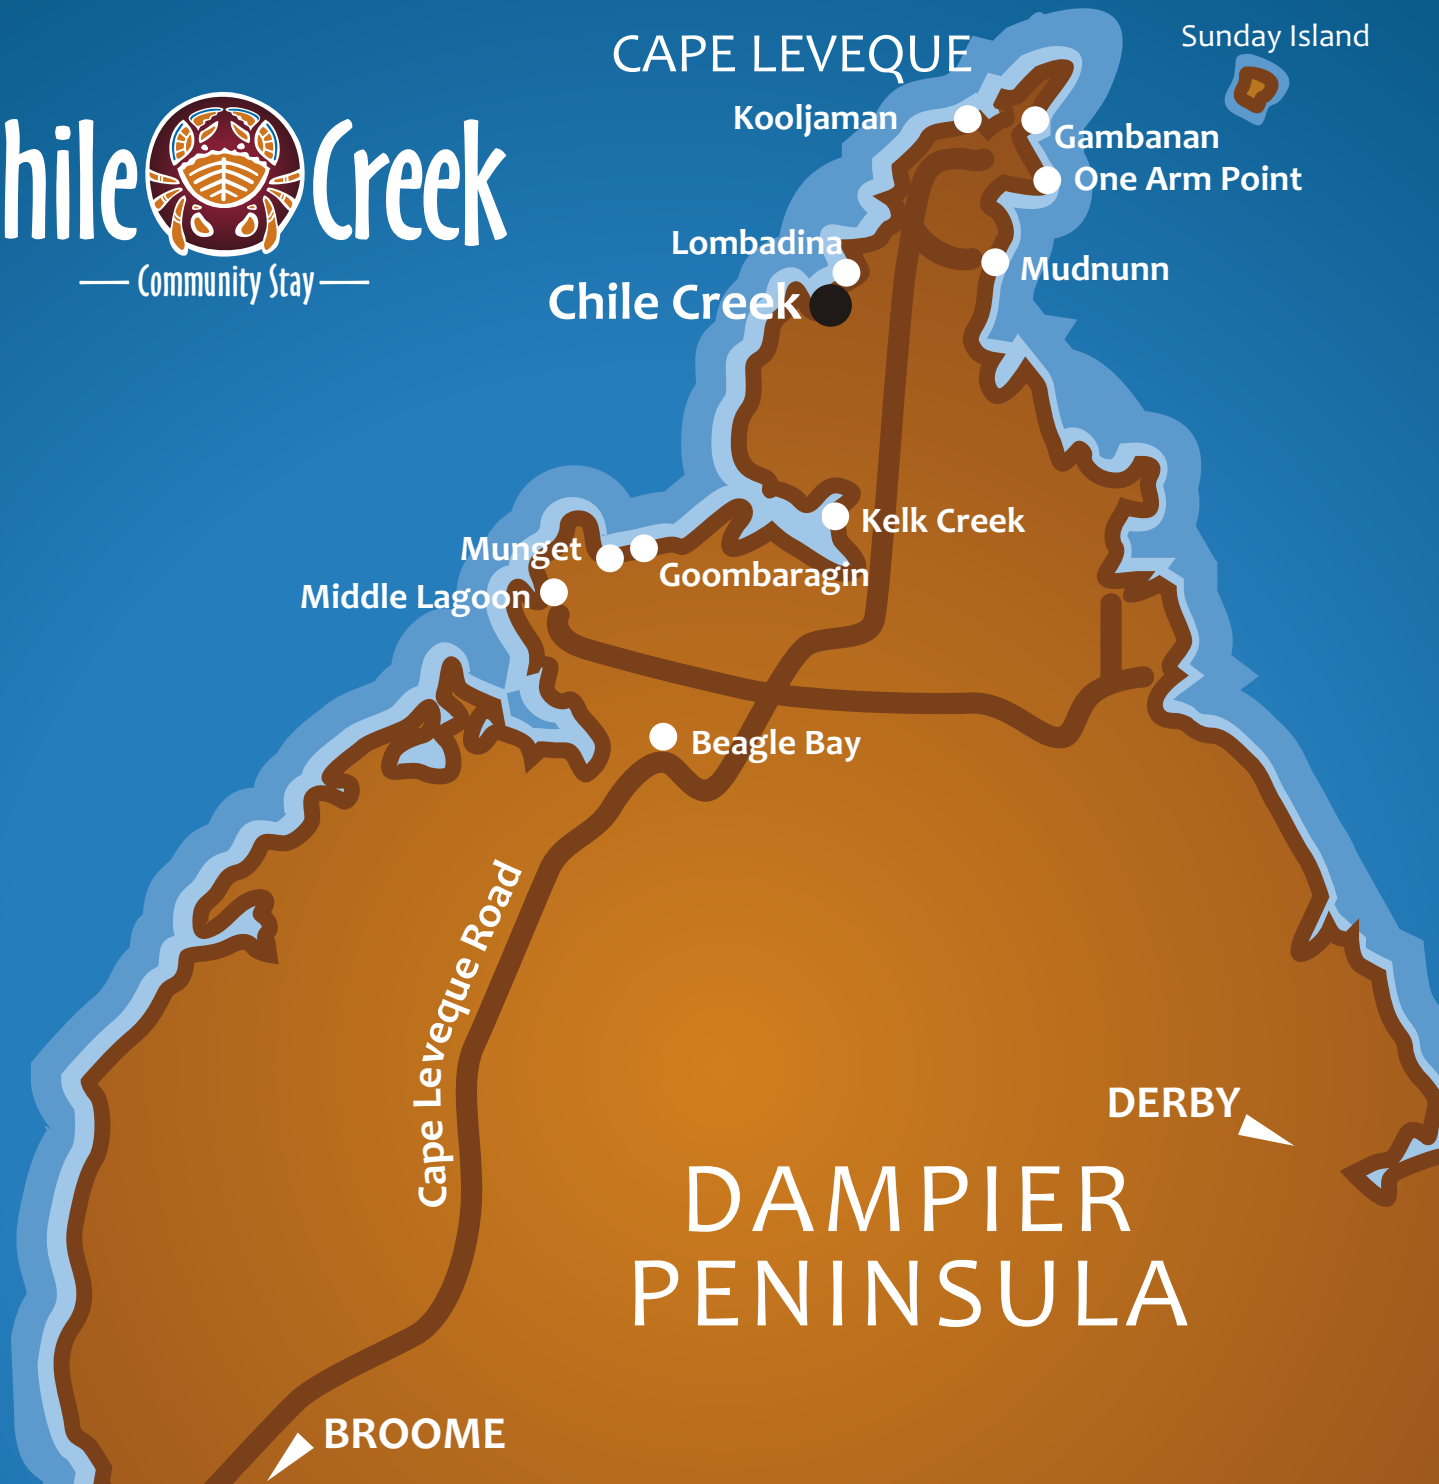 CAPE LEVEQUE
Sunday Island
Kooljaman
Gambanan
One Arm Point
hile Creek
Community Stay
Lombadina
Mudnunn
Chile Creek
Kelk Creek
Munget
Goombaragin
Middle Lagoon
Beagle Bay
Cape Leveque Road
DERBY
DAMPIER
PENINSULA
BROOME